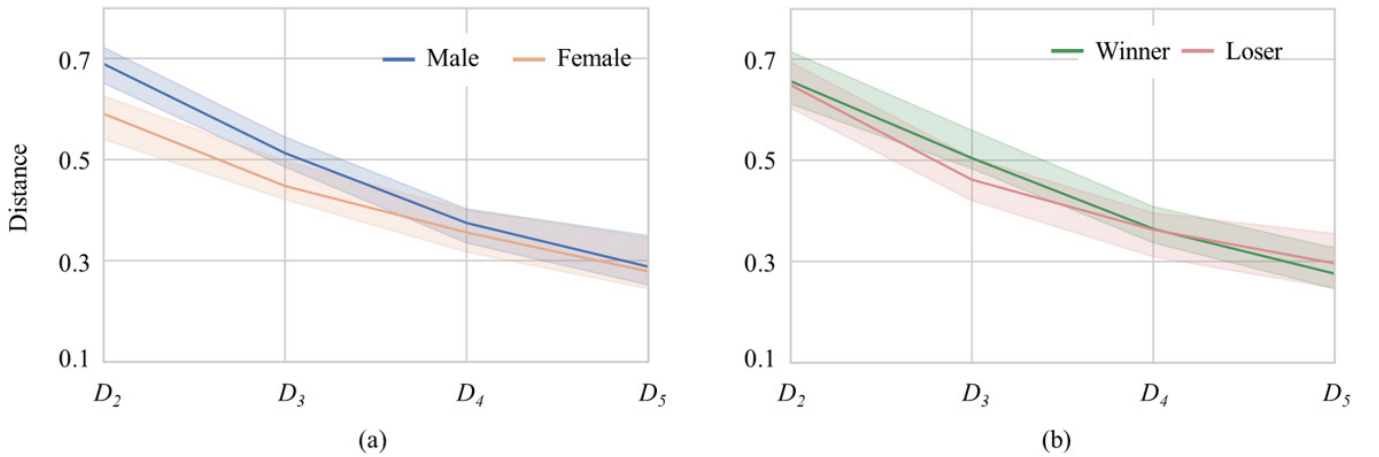 Distance
0.7
0.5
0.3
0.1
Male Female
D₂ D₃ D₄ D₅
(a)
0.7
0.5
0.3
0.1
Winner Loser
D₂ D₃ D₄ D₅
(b)